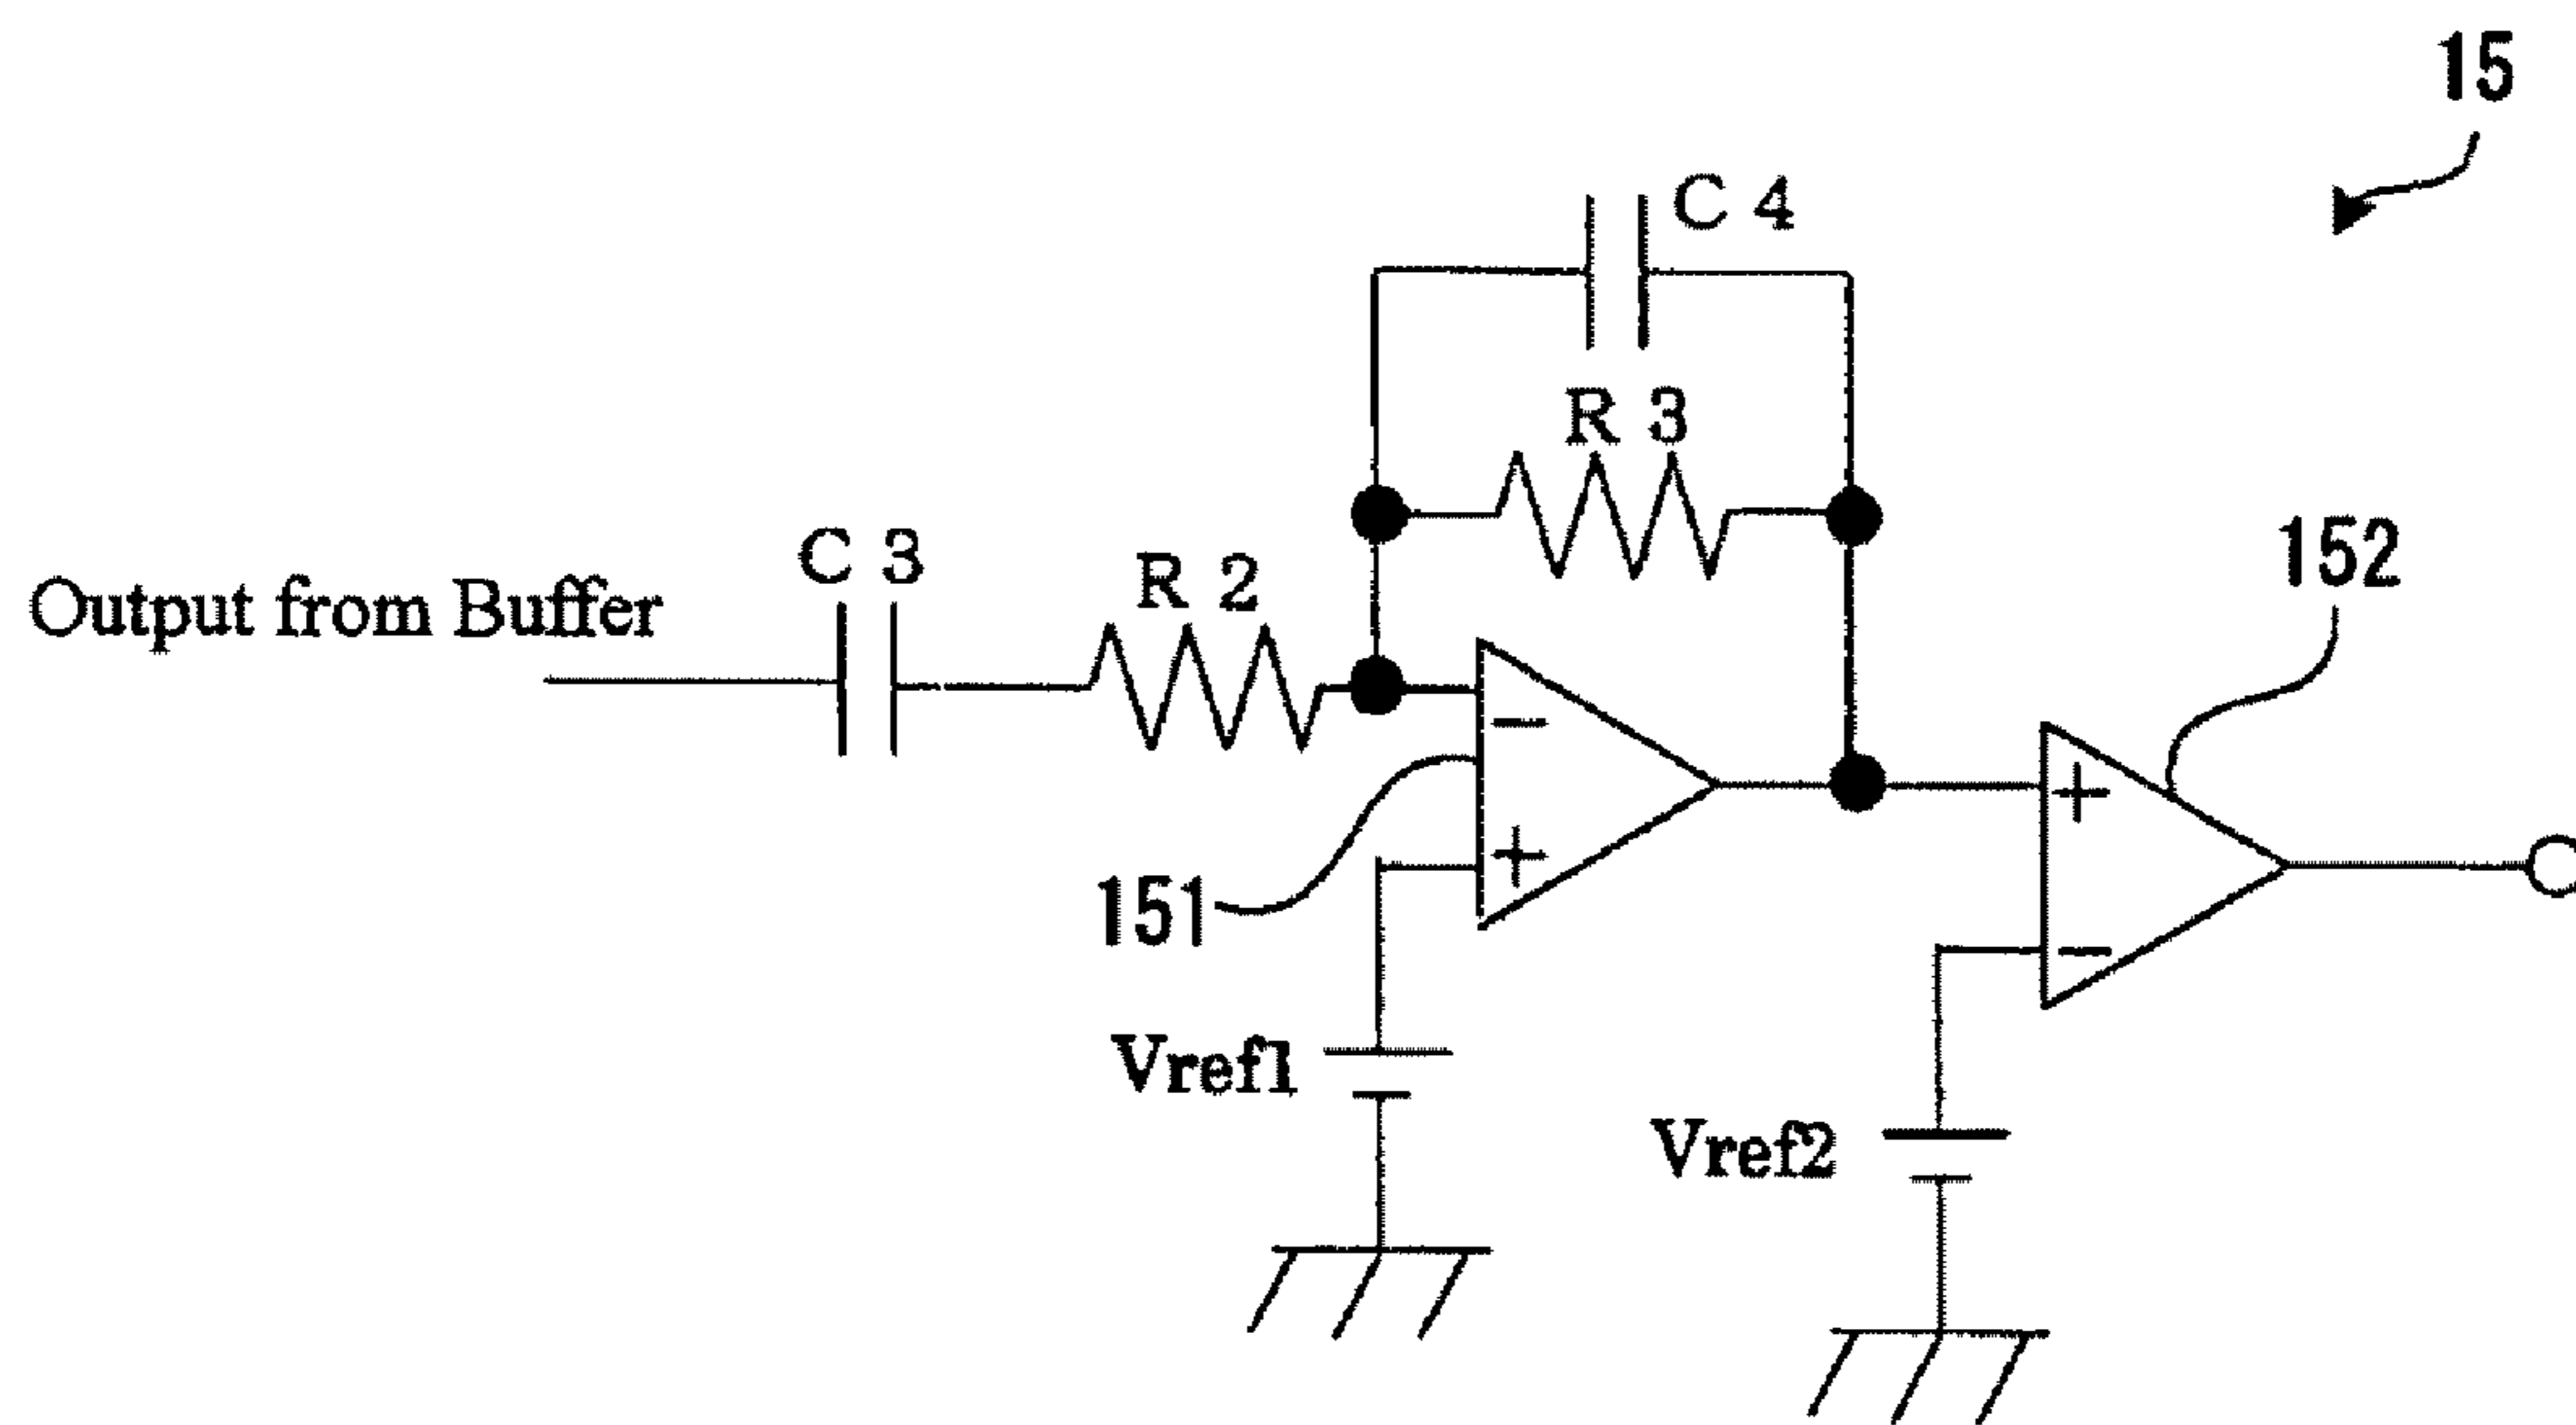 15
C 4
R 3
152
C 3
R 2
Output from Buffer
−
+
151
+
−
Vref1
Vref2